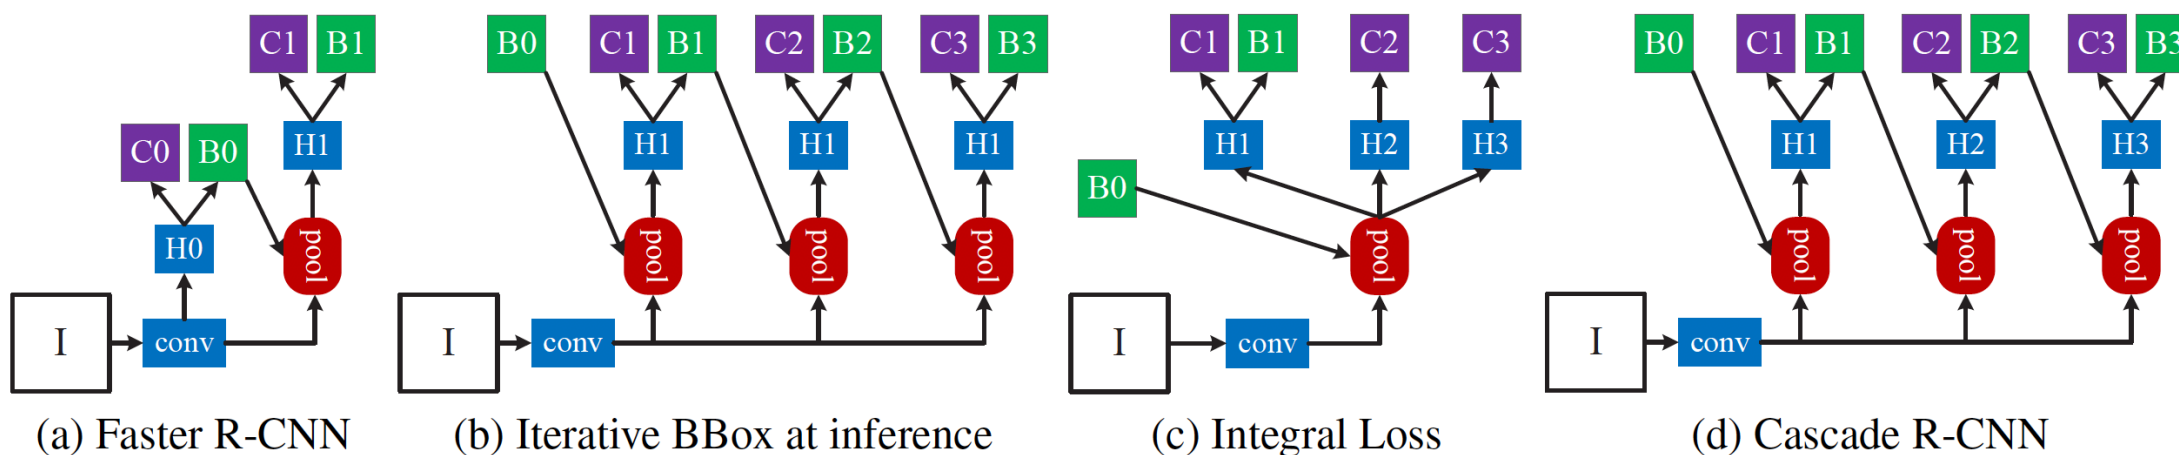 C1 B1 B0 C1 B1 C2 B2 C3 B3 C1 B1 C2 C3 B0 C1 B1 C2 B2 C3 B3
C0 B0 H1 H1 H1 H1 H1 H2 H3 H1 H2 H3
B0
H0 pool pool pool pool pool pool pool pool
I conv I conv I conv I conv
(a) Faster R-CNN (b) Iterative BBox at inference (c) Integral Loss (d) Cascade R-CNN